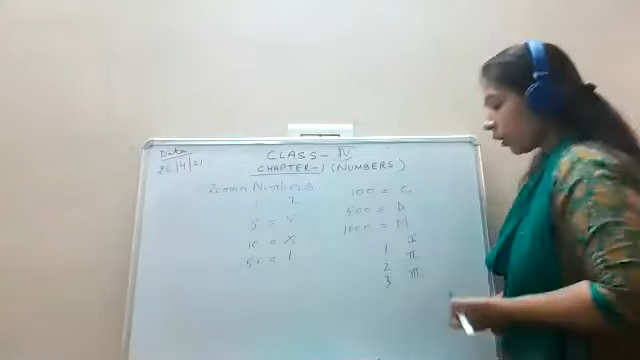 Date
26/4/21
CLASS - IV
CHAPTER-1 (NUMBERS)
Roman Numbers
I
5 = V
10 = X
50 = L
100 = C
500 = D
1000 = M
1 I
2 II
3 III